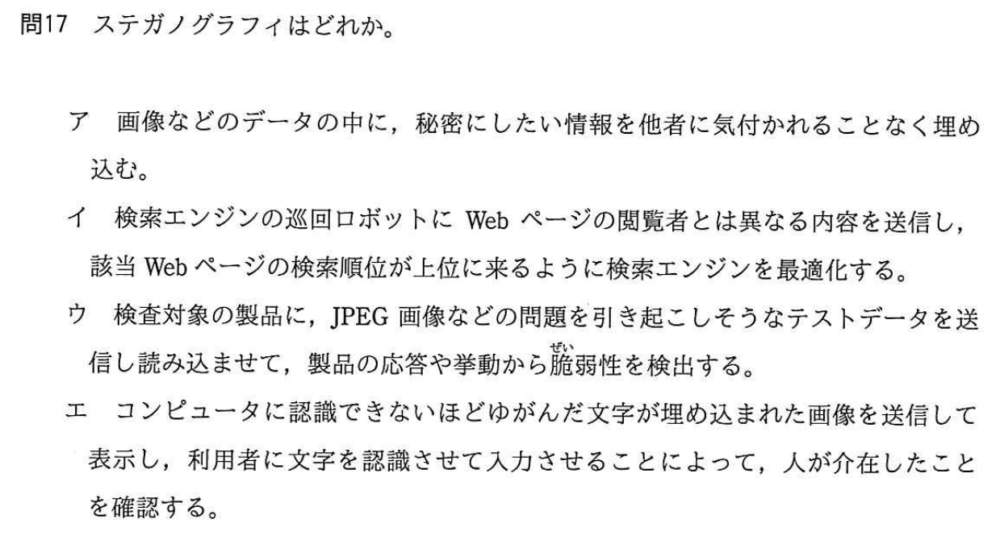 問17 ステガノグラフィはどれか。
ア 画像などのデータの中に，秘密にしたい情報を他者に気付かれることなく埋め
込む。
イ 検索エンジンの巡回ロボットに Web ページの閲覧者とは異なる内容を送信し，
該当 Web ページの検索順位が上位に来るように検索エンジンを最適化する。
ウ 検査対象の製品に，JPEG 画像などの問題を引き起こしそうなテストデータを送
ぜい
信し読み込ませて，製品の応答や挙動から脆弱性を検出する。
エ コンピュータに認識できないほどゆがんだ文字が埋め込まれた画像を送信して
表示し，利用者に文字を認識させて入力させることによって，人が介在したこと
を確認する。